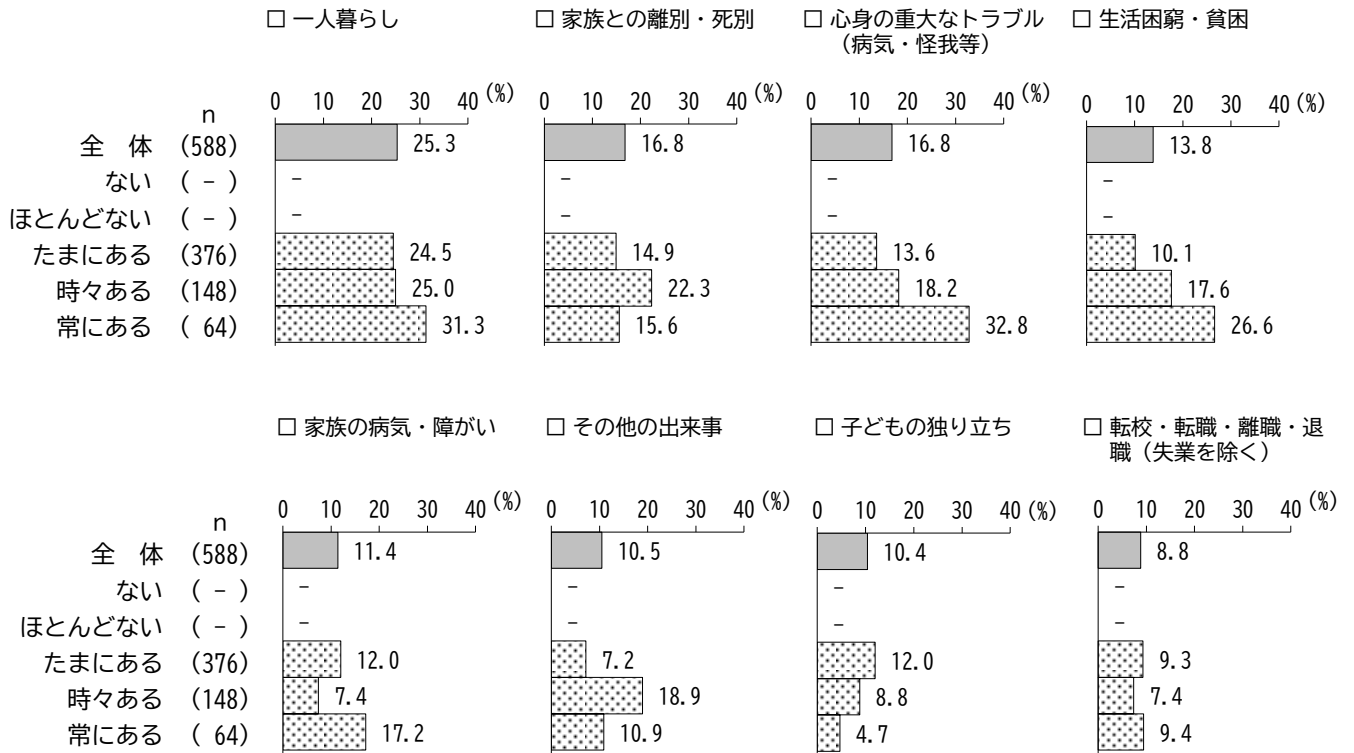 □ 一人暮らし □ 家族との離別・死別 □ 心身の重大なトラブル □ 生活困窮・貧困
（病気・怪我等）
0 10 20 30 40 (%) 0 10 20 30 40 (%) 0 10 20 30 40 (%) 0 10 20 30 40 (%)
n
全　体 (588) 25.3 16.8 16.8 13.8
ない ( - ) - - - -
ほとんどない ( - ) - - - -
たまにある (376) 24.5 14.9 13.6 10.1
時々ある (148) 25.0 22.3 18.2 17.6
常にある ( 64) 31.3 15.6 32.8 26.6
□ 家族の病気・障がい □ その他の出来事 □ 子どもの独り立ち □ 転校・転職・離職・退
職（失業を除く）
0 10 20 30 40 (%) 0 10 20 30 40 (%) 0 10 20 30 40 (%) 0 10 20 30 40 (%)
n
全　体 (588) 11.4 10.5 10.4 8.8
ない ( - ) - - - -
ほとんどない ( - ) - - - -
たまにある (376) 12.0 7.2 12.0 9.3
時々ある (148) 7.4 18.9 8.8 7.4
常にある ( 64) 17.2 10.9 4.7 9.4